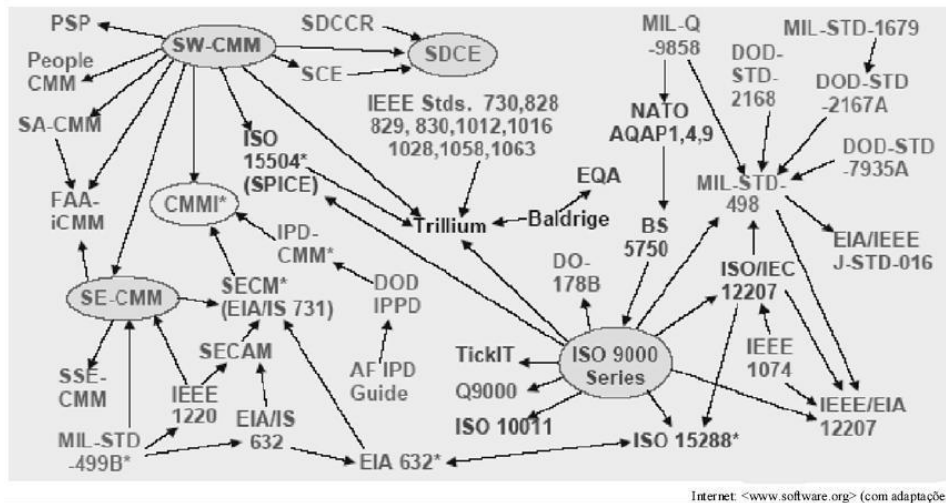 PSP
SW-CMM
SDCCR
SDCE
SCE
People
CMM
SA-CMM
FAA-
iCMM
ISO
15504*
(SPICE)
CMMI*
IPD-
CMM*
SE-CMM
SECM*
(EIA/IS 731)
DOD
IPPD
SSE-
CMM
SECAM
IEEE
1220
AF IPD
Guide
EIA/IS
632
MIL-STD
-499B*
EIA 632*
IEEE Stds. 730,828
829, 830,1012,1016
1028,1058,1063
Trillium
EQA
Baldrige
MIL-Q
-9858
DOD-
STD-
2168
MIL-STD-1679
DOD-STD
-2167A
DOD-STD
-7935A
NATO
AQAP1,4,9
MIL-STD-
498
BS
5750
EIA/IEEE
J-STD-016
DO-
178B
ISO/IEC
12207
ISO 9000
Series
TickIT
Q9000
ISO 10011
IEEE
1074
IEEE/EIA
12207
ISO 15288*
Internet: <www.software.org> (com adaptaçõe